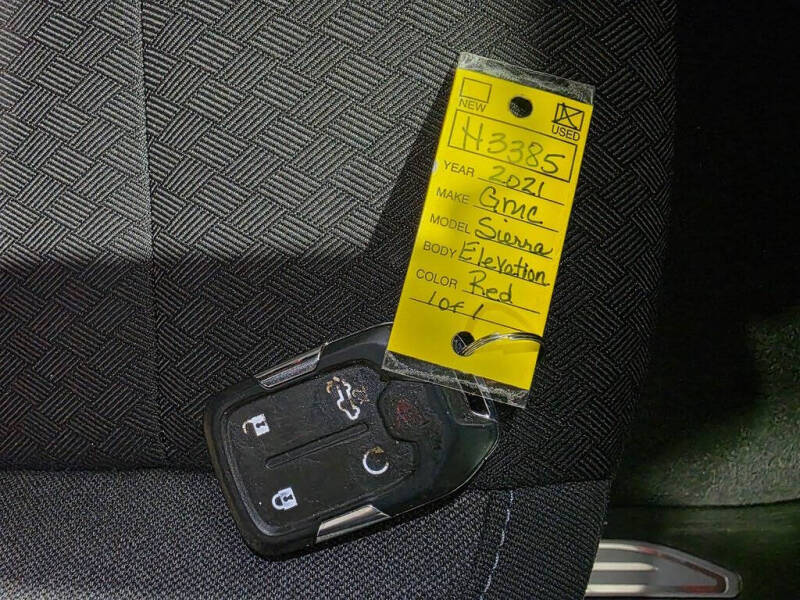 NEW
USED
H3385
YEAR 2021
MAKE GMC
MODEL Sierra
BODY Elevation
COLOR Red
1 of 1